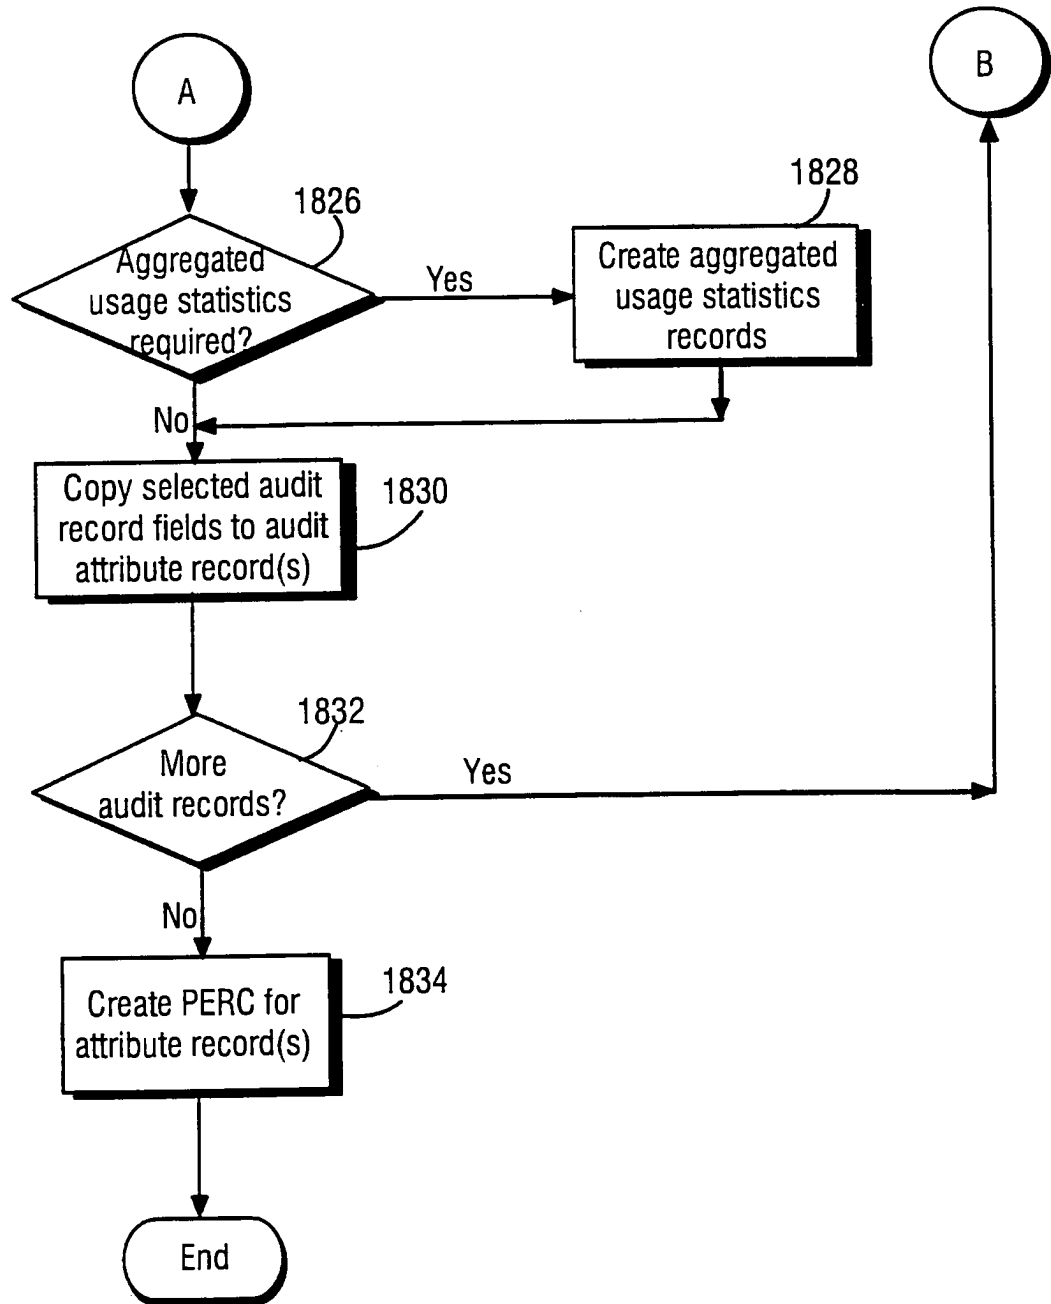 A
B
1826
Aggregated
usage statistics
required?
Yes
1828
Create aggregated
usage statistics
records
No
Copy selected audit
record fields to audit
attribute record(s)
1830
1832
More
audit records?
Yes
No
Create PERC for
attribute record(s)
1834
End